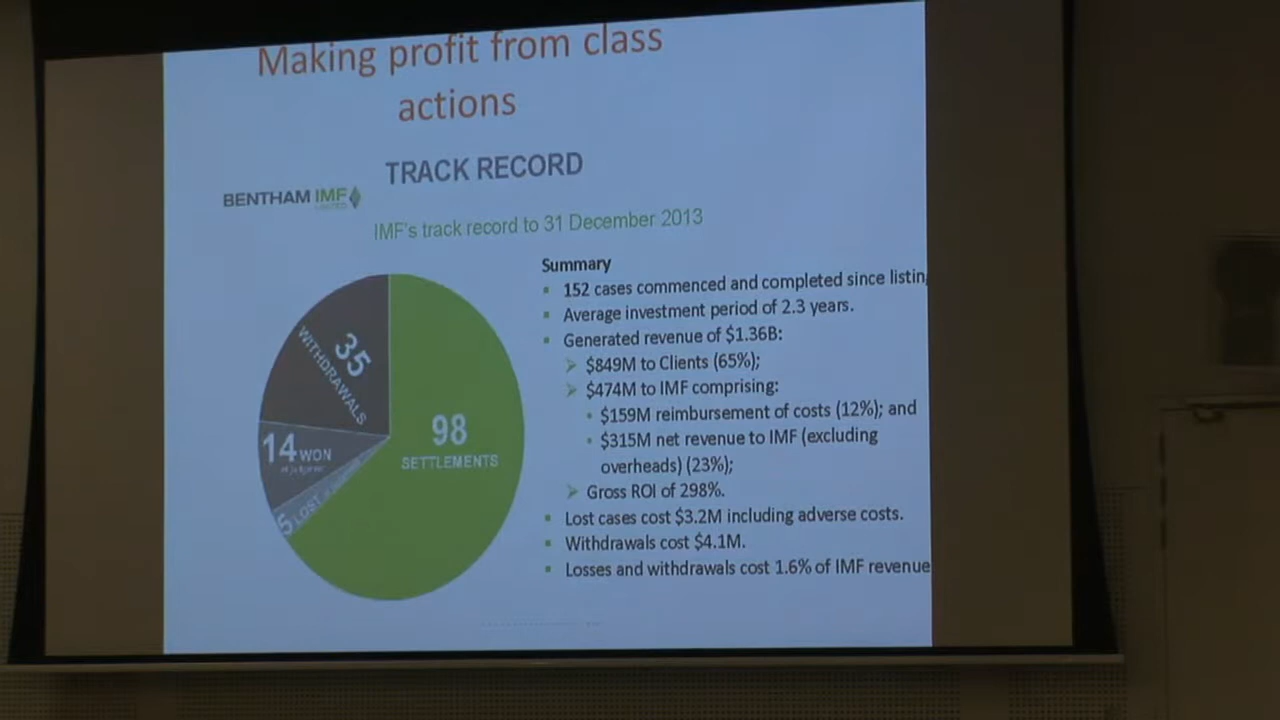 Making profit from class
actions
TRACK RECORD
BENTHAM IMF
IMF's track record to 31 December 2013
35
WITHDRAWALS
14 WON
5 LOST
98
SETTLEMENTS
Summary
152 cases commenced and completed since listin
Average investment period of 2.3 years.
Generated revenue of $1.36B:
$849M to Clients (65%);
$474M to IMF comprising:
$159M reimbursement of costs (12%); and
$315M net revenue to IMF (excluding
overheads) (23%);
Gross ROI of 298%.
Lost cases cost $3.2M including adverse costs.
Withdrawals cost $4.1M.
Losses and withdrawals cost 1.6% of IMF revenue